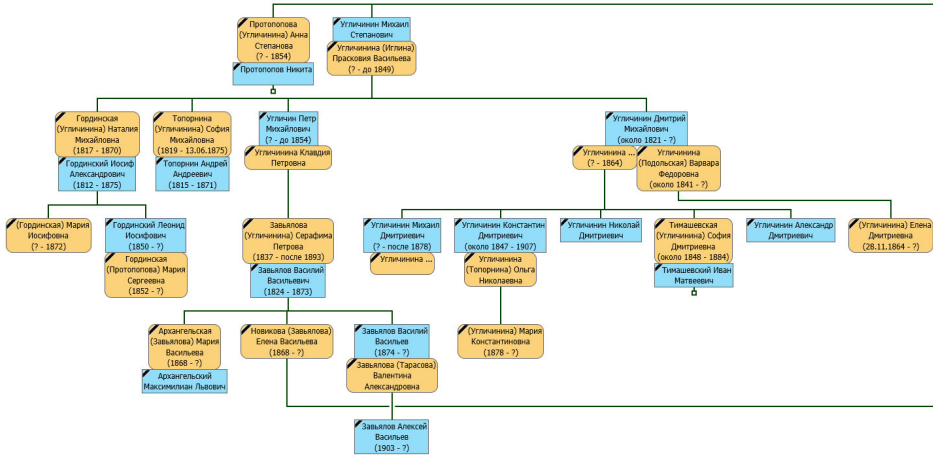 Протопопова
(Угличинина) Анна
Степанова
(? - 1854)
Протопопов Никита
Угличинин Михаил
Степанович
Угличинина (Иглина)
Прасковия Васильева
(? - до 1849)
Гординская
(Угличинина) Наталия
Михайловна
(1817 - 1870)
Гординский Иосиф
Александрович
(1812 - 1875)
Топорнина
(Угличинина) София
Михайловна
(1819 - 13.06.1875)
Топорнин Андрей
Андреевич
(1815 - 1871)
Угличин Петр
Михайлович
(? - до 1854)
Угличинина Клавдия
Петровна
Угличинин Дмитрий
Михайлович
(около 1821 - ?)
Угличинина ...
(? - 1864)
Угличинина
(Подольская) Варвара
Федоровна
(около 1841 - ?)
(Гординская) Мария
Иосифовна
(? - 1872)
Гординский Леонид
Иосифович
(1850 - ?)
Гординская
(Протопопова) Мария
Сергеевна
(1852 - ?)
Завьялова
(Угличинина) Серафима
Петрова
(1837 - после 1893)
Завьялов Василий
Васильевич
(1824 - 1873)
Угличинин Михаил
Дмитриевич
(? - после 1878)
Угличинина ...
Угличинин Константин
Дмитриевич
(около 1847 - 1907)
Угличинина
(Топорнина) Ольга
Николаевна
Угличинин Николай
Дмитриевич
Тимашевская
(Угличинина) София
Дмитриевна
(около 1848 - 1884)
Тимашевский Иван
Матвеевич
Угличинин Александр
Дмитриевич
(Угличинина) Елена
Дмитриевна
(28.11.1864 - ?)
Архангельская
(Завьялова) Мария
Васильева
(1868 - ?)
Архангельский
Максимилиан Львович
Новикова (Завьялова)
Елена Васильева
(1868 - ?)
Завьялов Василий
Васильев
(1874 - ?)
Завьялова (Тарасова)
Валентина
Александровна
(Угличинина) Мария
Константиновна
(1878 - ?)
Завьялов Алексей
Васильев
(1903 - ?)